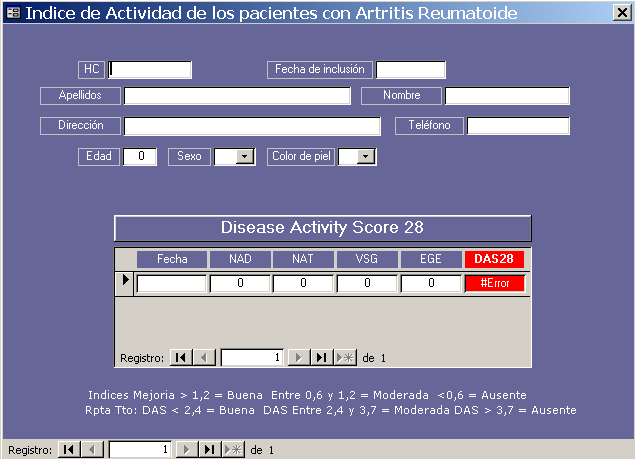 Indice de Actividad de los pacientes con Artritis Reumatoide
HC Fecha de inclusión
Apellidos Nombre
Dirección Teléfono
Edad 0 Sexo Color de piel
Disease Activity Score 28
Fecha NAD NAT VSG EGE DAS28
0 0 0 0 #Error
Registro: 1 de 1
Indices Mejoria > 1,2 = Buena Entre 0,6 y 1,2 = Moderada <0,6 = Ausente
Rpta Tto: DAS < 2,4 = Buena DAS Entre 2,4 y 3,7 = Moderada DAS > 3,7 = Ausente
Registro: 1 de 1